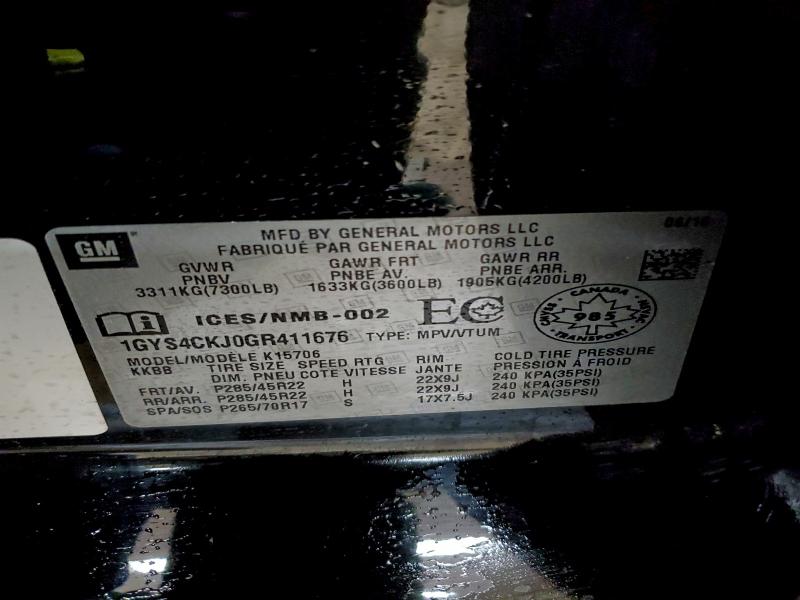 GM
MFD BY GENERAL MOTORS LLC
06/16
FABRIQUÉ PAR GENERAL MOTORS LLC
GVWR GAWR FRT GAWR RR
PNBV PNBE AV. PNBE ARR.
3311KG(7300LB) 1633KG(3600LB) 1905KG(4200LB)
ICES/NMB-002 EC
CANADA
985
TRANSPORT
1GYS4CKJ0GR411676 TYPE: MPV/VTUM
MODEL/MODÈLE K15706
KKBB TIRE SIZE SPEED RTG RIM COLD TIRE PRESSURE
DIM. PNEU COTE VITESSE JANTE PRESSION À FROID
FRT/AV. P285/45R22 H 22X9J 240 KPA(35PSI)
RR/ARR. P285/45R22 H 22X9J 240 KPA(35PSI)
SPA/SOS P265/70R17 S 17X7.5J 240 KPA(35PSI)